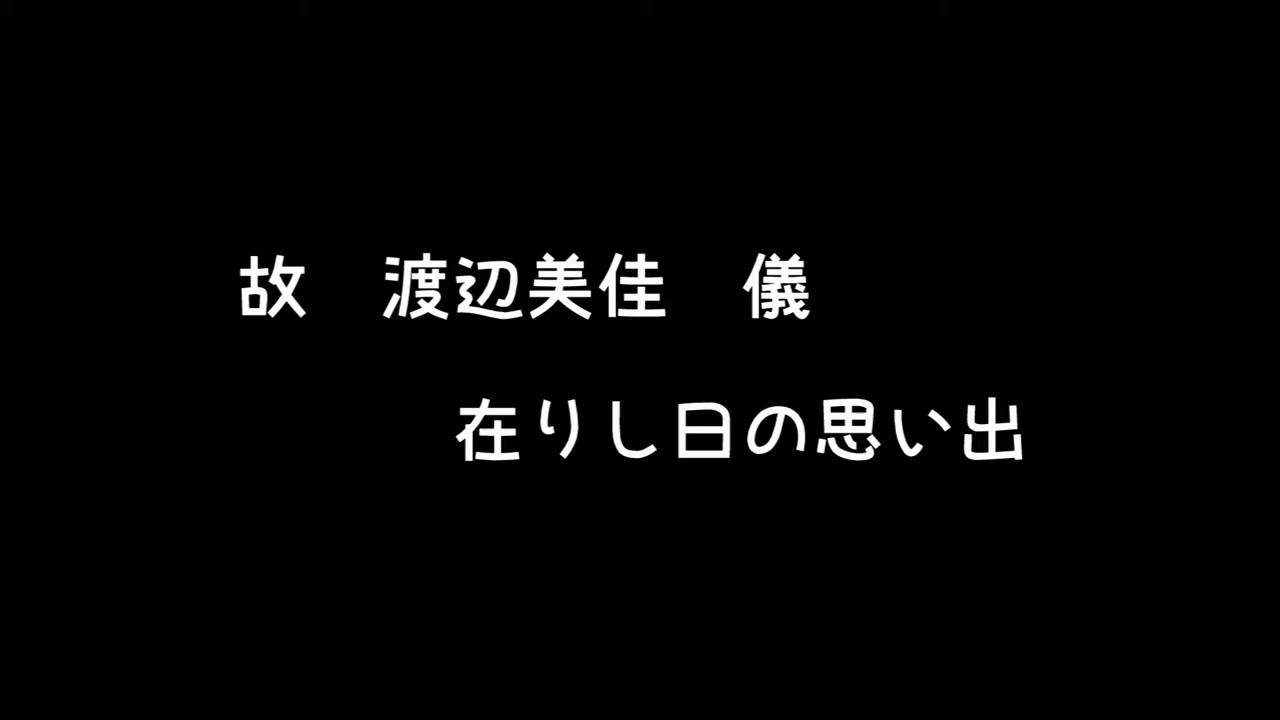 故　渡辺美佳　儀
在りし日の思い出